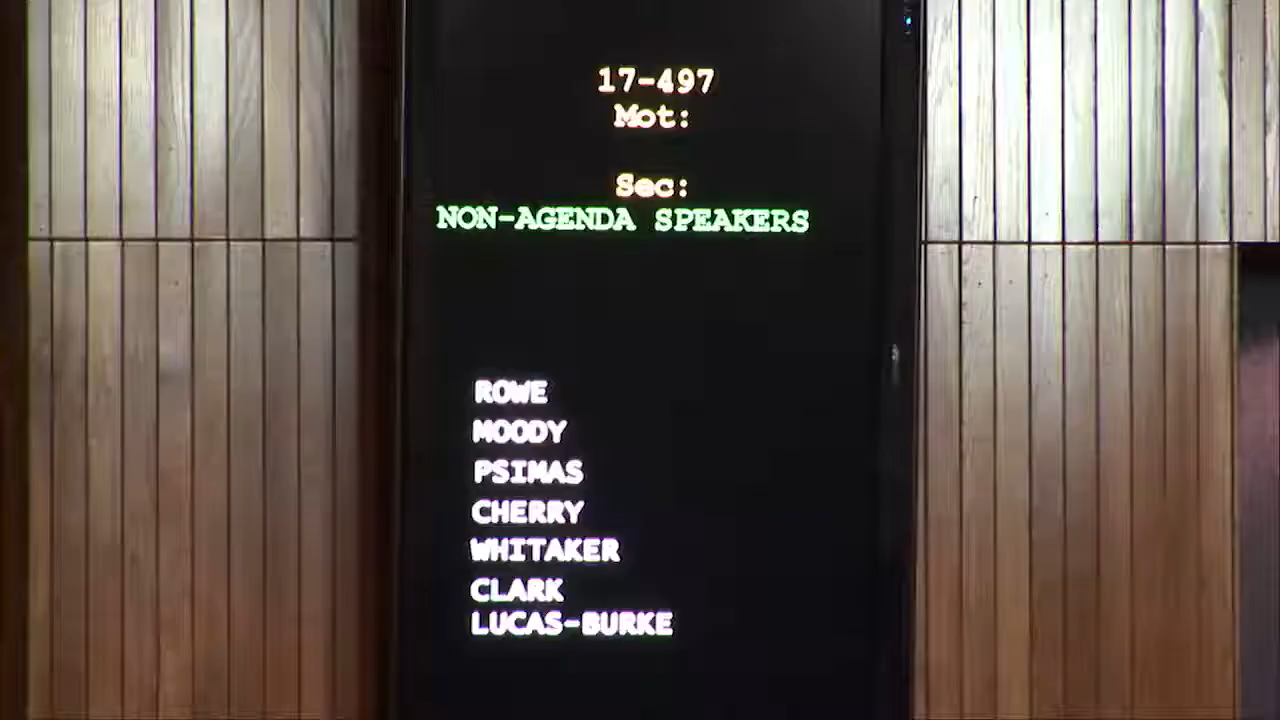 17-497
Mot:
Sec:
NON-AGENDA SPEAKERS
ROWE
MOODY
PSIMAS
CHERRY
WHITAKER
CLARK
LUCAS-BURKE